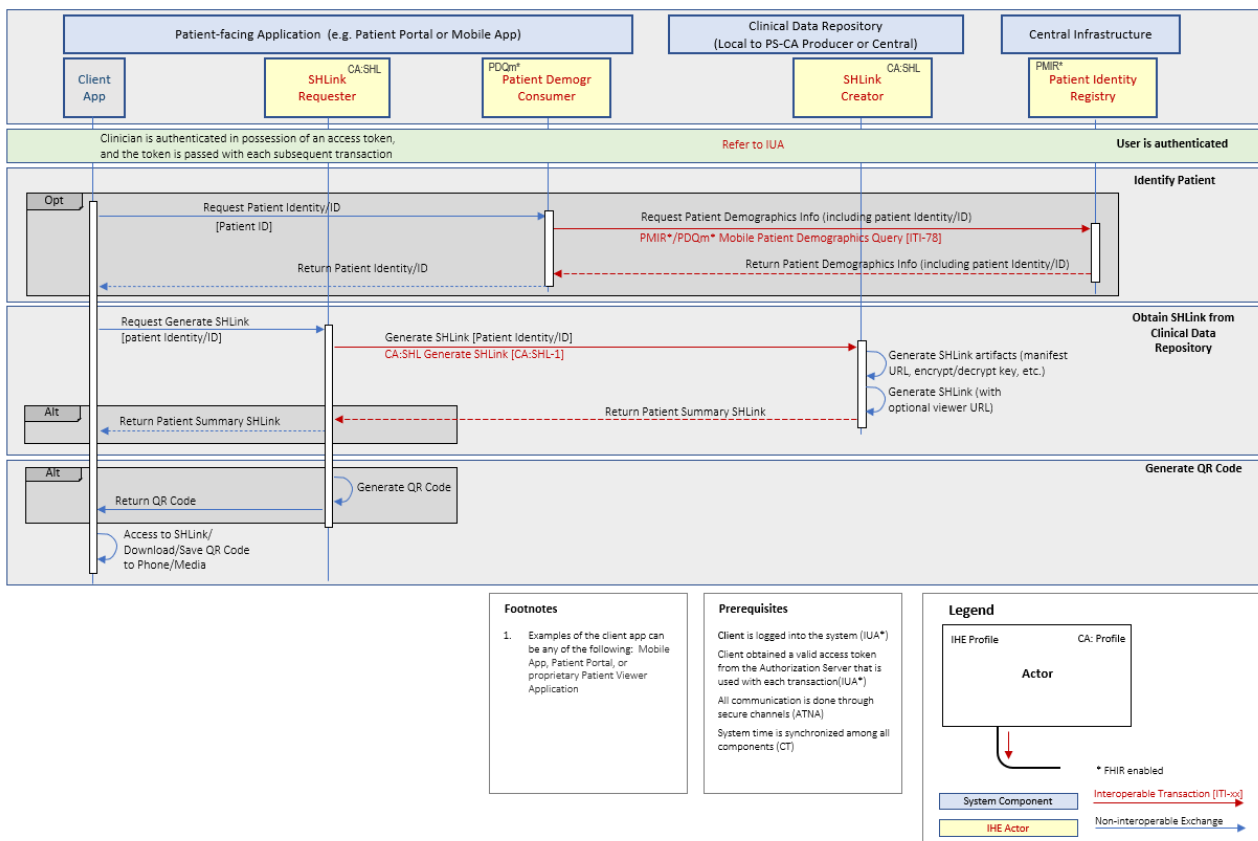 Patient-facing Application (e.g. Patient Portal or Mobile App)
Clinical Data Repository
(Local to PS-CA Producer or Central)
Central Infrastructure
Client
App
CA:SHL
SHLink
Requester
PDQm*
Patient Demogr
Consumer
CA:SHL
SHLink
Creator
PMIR*
Patient Identity
Registry
Clinician is authenticated in possession of an access token,
and the token is passed with each subsequent transaction
Refer to IUA
User is authenticated
Identify Patient
Opt
Request Patient Identity/ID
[Patient ID]
Request Patient Demographics Info (including patient Identity/ID)
PMIR*/PDQm* Mobile Patient Demographics Query [ITI-78]
Return Patient Demographics Info (including patient Identity/ID)
Return Patient Identity/ID
Obtain SHLink from
Clinical Data
Repository
Request Generate SHLink
[patient Identity/ID]
Generate SHLink [Patient Identity/ID]
CA:SHL Generate SHLink [CA:SHL-1]
Generate SHLink artifacts (manifest
URL, encrypt/decrypt key, etc.)
Generate SHLink (with
optional viewer URL)
Alt
Return Patient Summary SHLink
Return Patient Summary SHLink
Generate QR Code
Alt
Generate QR Code
Return QR Code
Access to SHLink/
Download/Save QR Code
to Phone/Media
Footnotes
1. Examples of the client app can
be any of the following: Mobile
App, Patient Portal, or
proprietary Patient Viewer
Application
Prerequisites
Client is logged into the system (IUA*)
Client obtained a valid access token
from the Authorization Server that is
used with each transaction(IUA*)
All communication is done through
secure channels (ATNA)
System time is synchronized among all
components (CT)
Legend
IHE Profile
CA: Profile
Actor
* FHIR enabled
System Component
Interoperable Transaction [ITI-xx]
IHE Actor
Non-interoperable Exchange